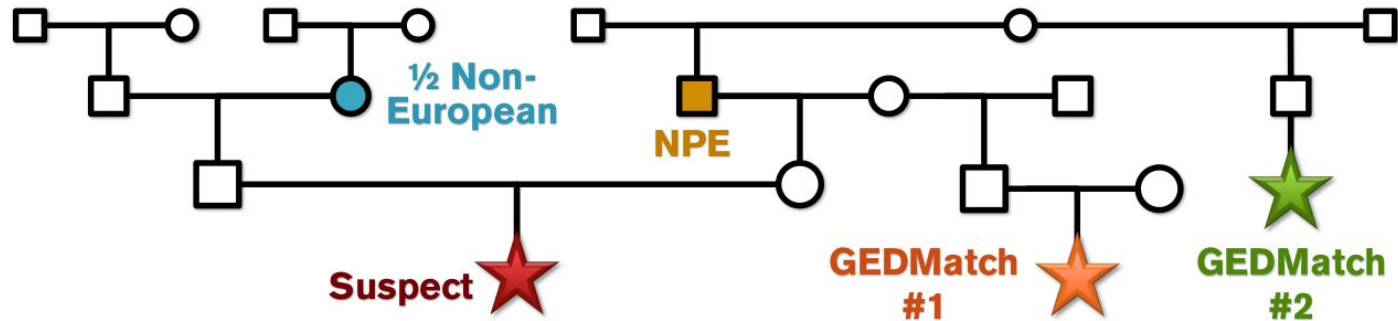 ½ Non-
European
NPE
Suspect
GEDMatch
#1
GEDMatch
#2